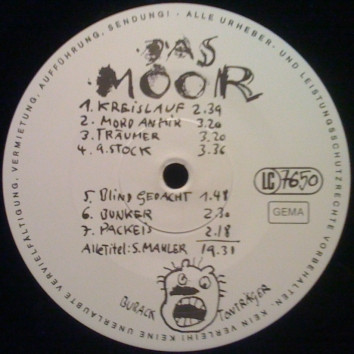 DAS
MOOR
1. KREISLAUF 2.39
2. MORD AN MIR 3.20
3. TRÄUMER 3.20
4. 9. STOCK 3.36
5. BLIND GEDACHT 1.48
6. BUNKER 2.30
7. PACKEIS 2.18
Alle Titel: S. MAHLER 19.31
LC 7650
GEMA
BURACK TONTRÄGER
ALLE URHEBER- UND LEISTUNGSSCHUTZRECHTE VORBEHALTEN. KEIN VERLEIH! KEINE UNERLAUBTE VERVIELFÄLTIGUNG, VERMIETUNG, AUFFÜHRUNG, SENDUNG! -